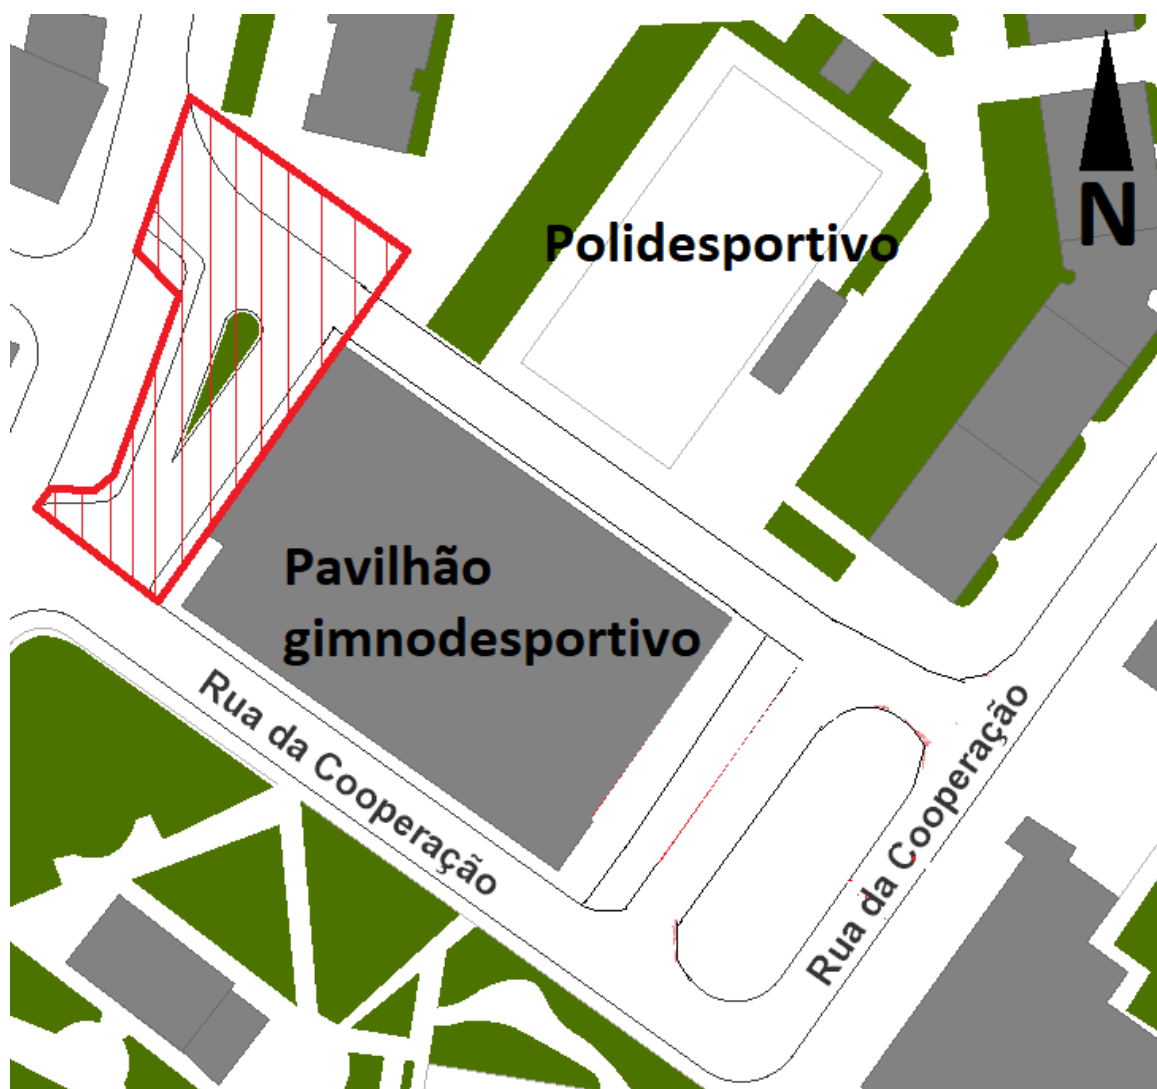 N
Polidesportivo
Pavilhão
gimnodesportivo
Rua da Cooperação
Rua da Cooperação